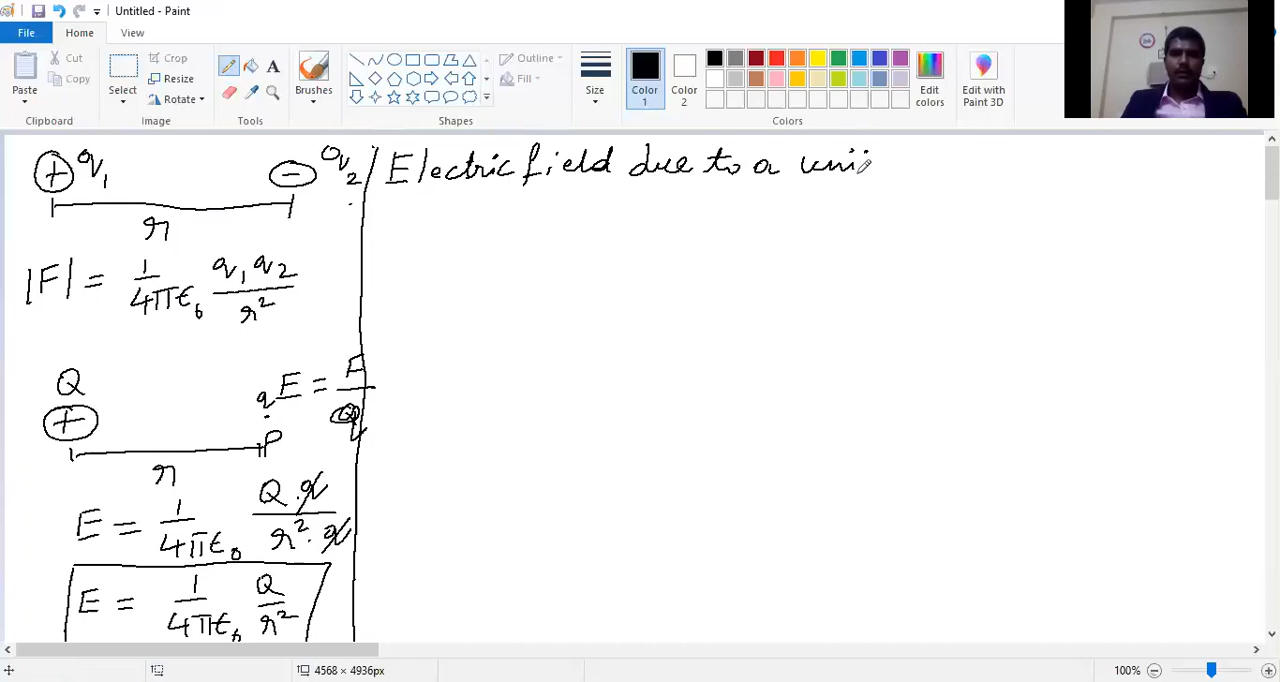 Untitled - Paint
File Home View
Paste
Cut
Copy
Clipboard
Select
Crop
Resize
Rotate
Image
Tools
Brushes
Shapes
Outline
Fill
Size
Color 1
Color 2
Edit colors
Colors
Edit with Paint 3D
+ q₁ − q₂
r
|F| = 1/4πε₀ q₁q₂/r²
Electric field due to a uni
Q
+
q
E = F/q
P
r
E = 1/4πε₀ Q.q/r².q
E = 1/4πε₀ Q/r²
4568 × 4936px
100%